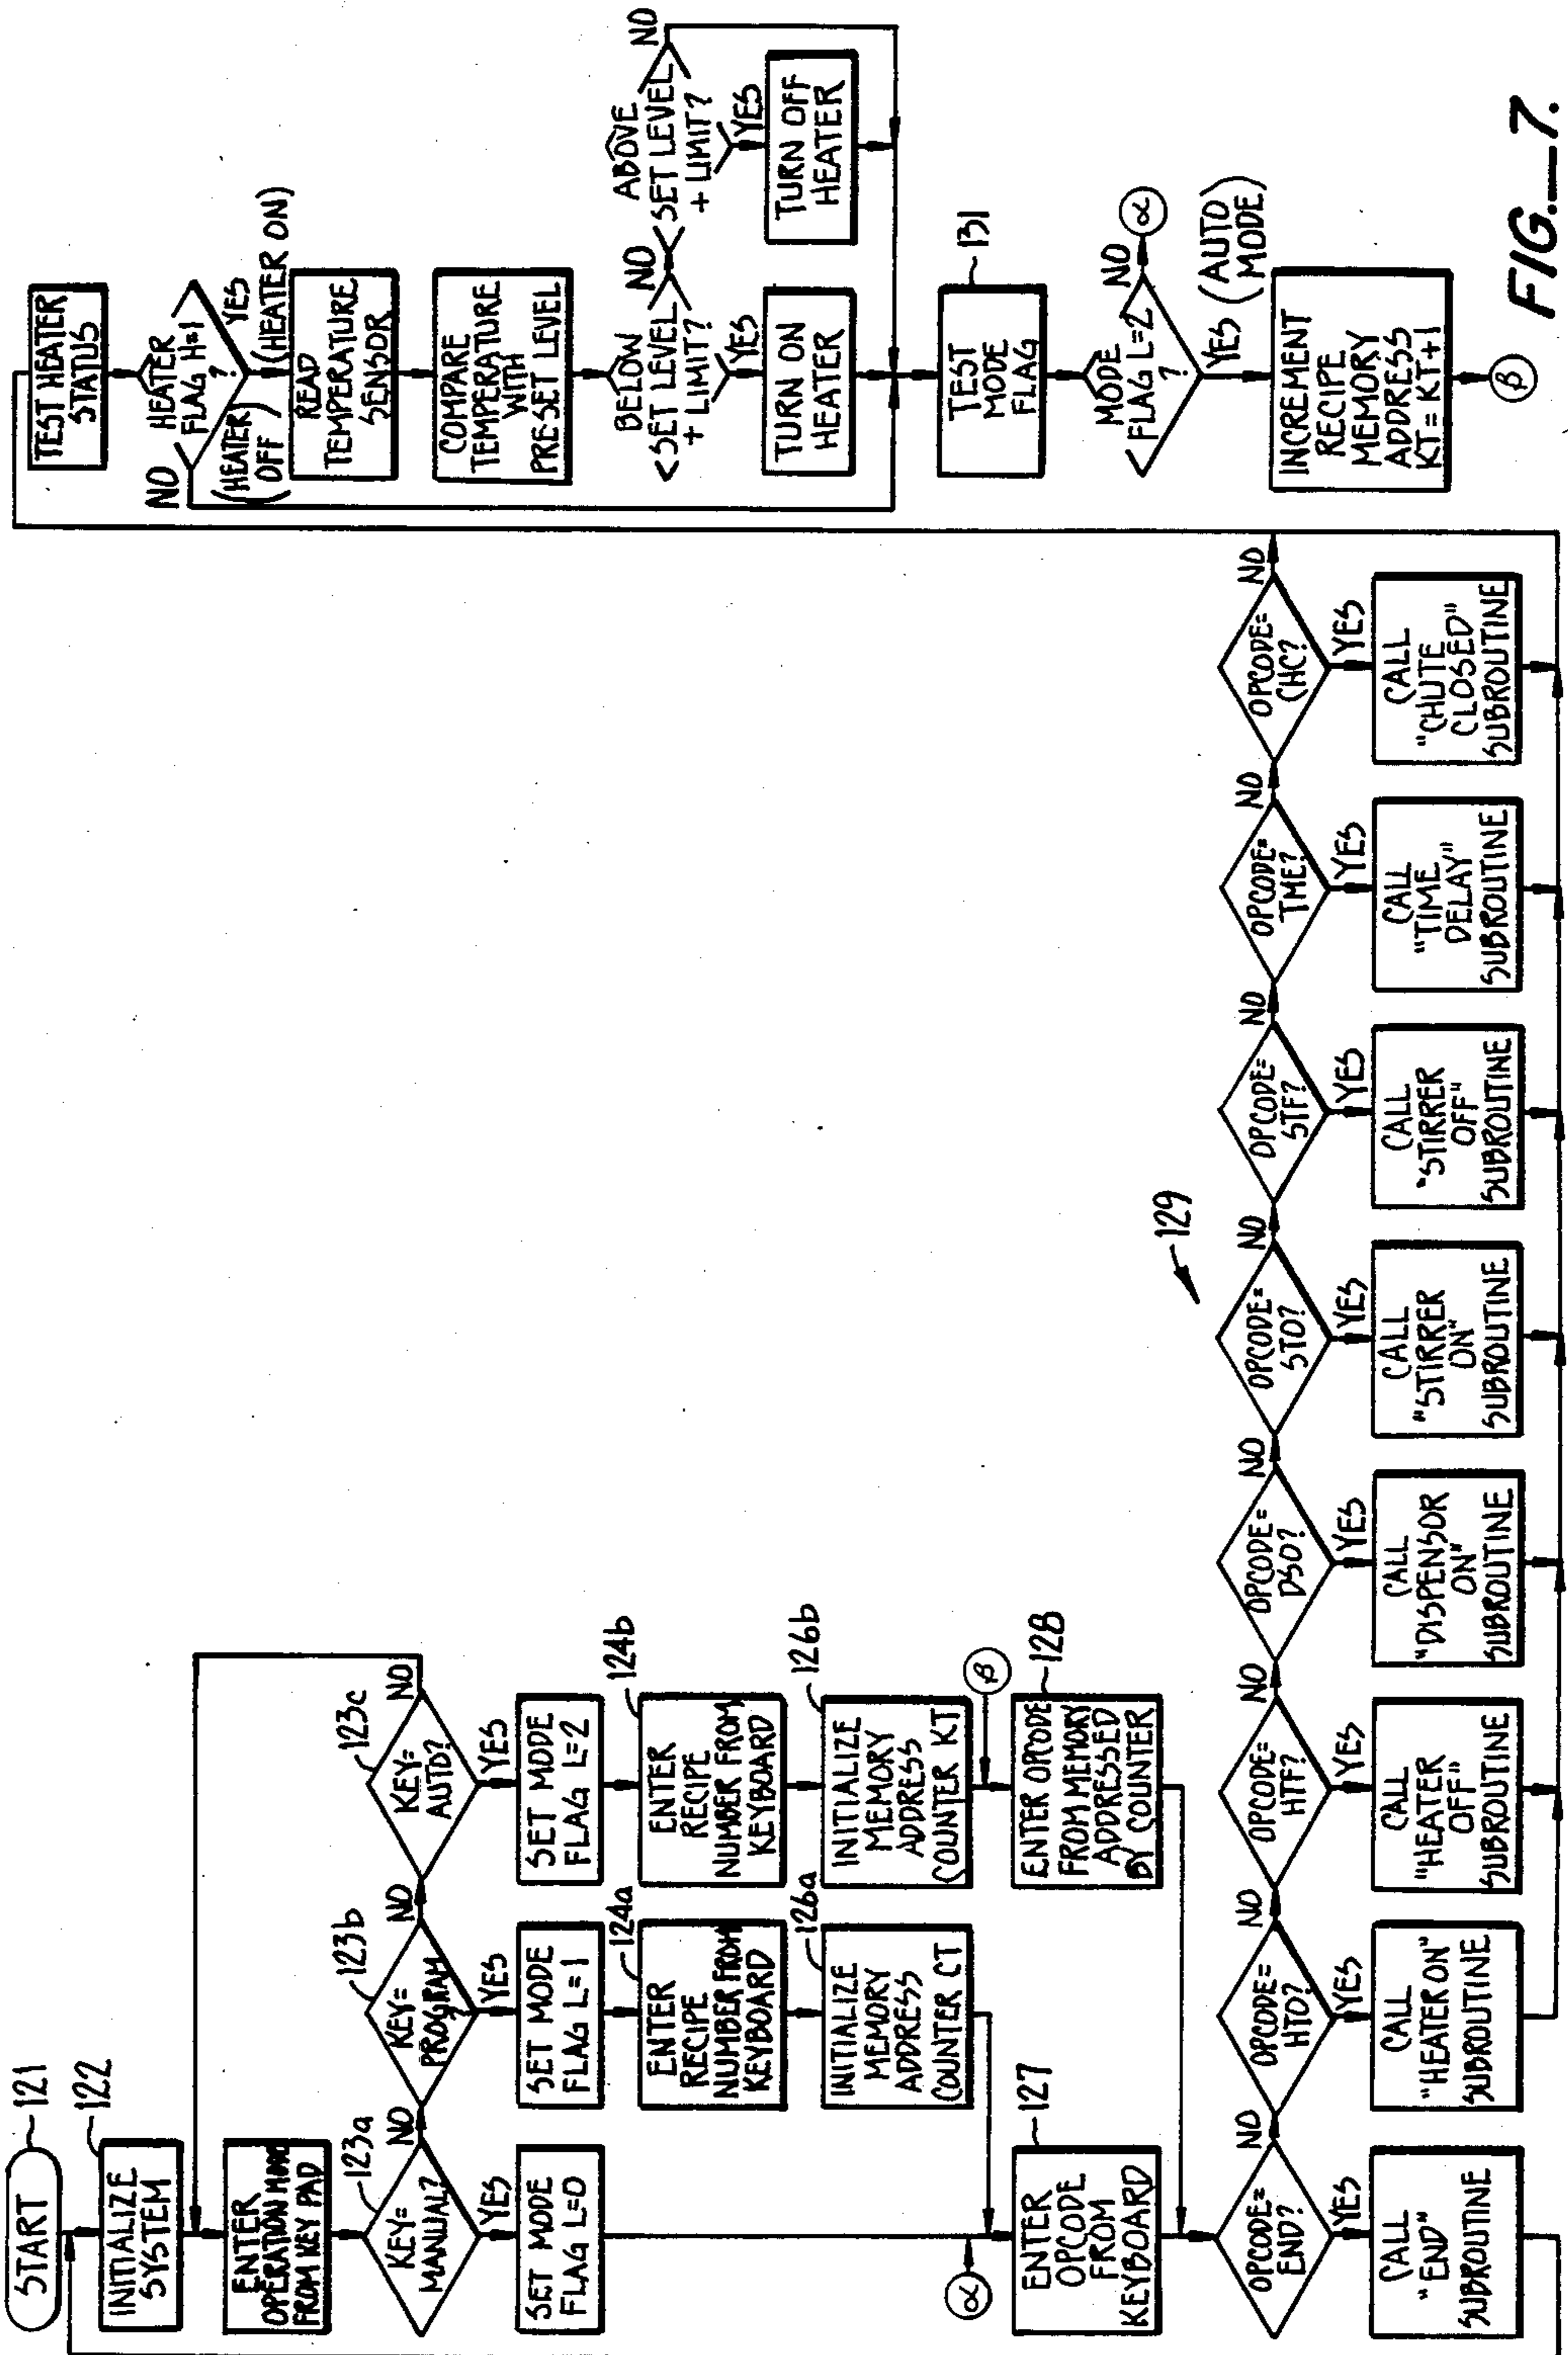 START
121
INITIALIZE
SYSTEM
122
ENTER
OPERATION MODE
FROM KEY PAD
KEY=
MANUAL?
123a
NO
YES
KEY=
PROGRAM?
123b
NO
YES
KEY=
AUTO?
123c
NO
YES
SET MODE
FLAG L=0
SET MODE
FLAG L=1
SET MODE
FLAG L=2
ENTER
RECIPE
NUMBER FROM
KEYBOARD
124a
ENTER
RECIPE
NUMBER FROM
KEYBOARD
124b
INITIALIZE
MEMORY
ADDRESS
COUNTER CT
126a
INITIALIZE
MEMORY
ADDRESS
COUNTER KT
126b
α
β
ENTER
OPCODE
FROM
KEYBOARD
127
ENTER OPCODE
FROM MEMORY
ADDRESSED
BY COUNTER
128
129
OPCODE=
END?
NO
YES
OPCODE=
HTO?
NO
YES
OPCODE=
HTF?
NO
YES
OPCODE=
DSO?
NO
YES
OPCODE=
STO?
NO
YES
OPCODE=
STF?
NO
YES
OPCODE=
TME?
NO
YES
OPCODE=
CHC?
NO
YES
CALL
"END"
SUBROUTINE
CALL
"HEATER ON"
SUBROUTINE
CALL
"HEATER
OFF"
SUBROUTINE
CALL
"DISPENSOR
ON"
SUBROUTINE
CALL
"STIRRER
ON"
SUBROUTINE
CALL
"STIRRER
OFF"
SUBROUTINE
CALL
"TIME
DELAY"
SUBROUTINE
CALL
"CHUTE
CLOSED"
SUBROUTINE
TEST HEATER
STATUS
HEATER
FLAG H=1
?
NO
(HEATER
OFF)
YES
(HEATER ON)
READ
TEMPERATURE
SENSOR
COMPARE
TEMPERATURE
WITH
PRESET LEVEL
BELOW
SET LEVEL
+ LIMIT?
NO
YES
ABOVE
SET LEVEL
+ LIMIT?
NO
YES
TURN ON
HEATER
TURN OFF
HEATER
TEST
MODE
FLAG
131
MODE
FLAG L=2
?
NO
α
YES
(AUTO
MODE)
INCREMENT
RECIPE
MEMORY
ADDRESS
KT=KT+1
β
FIG._7.